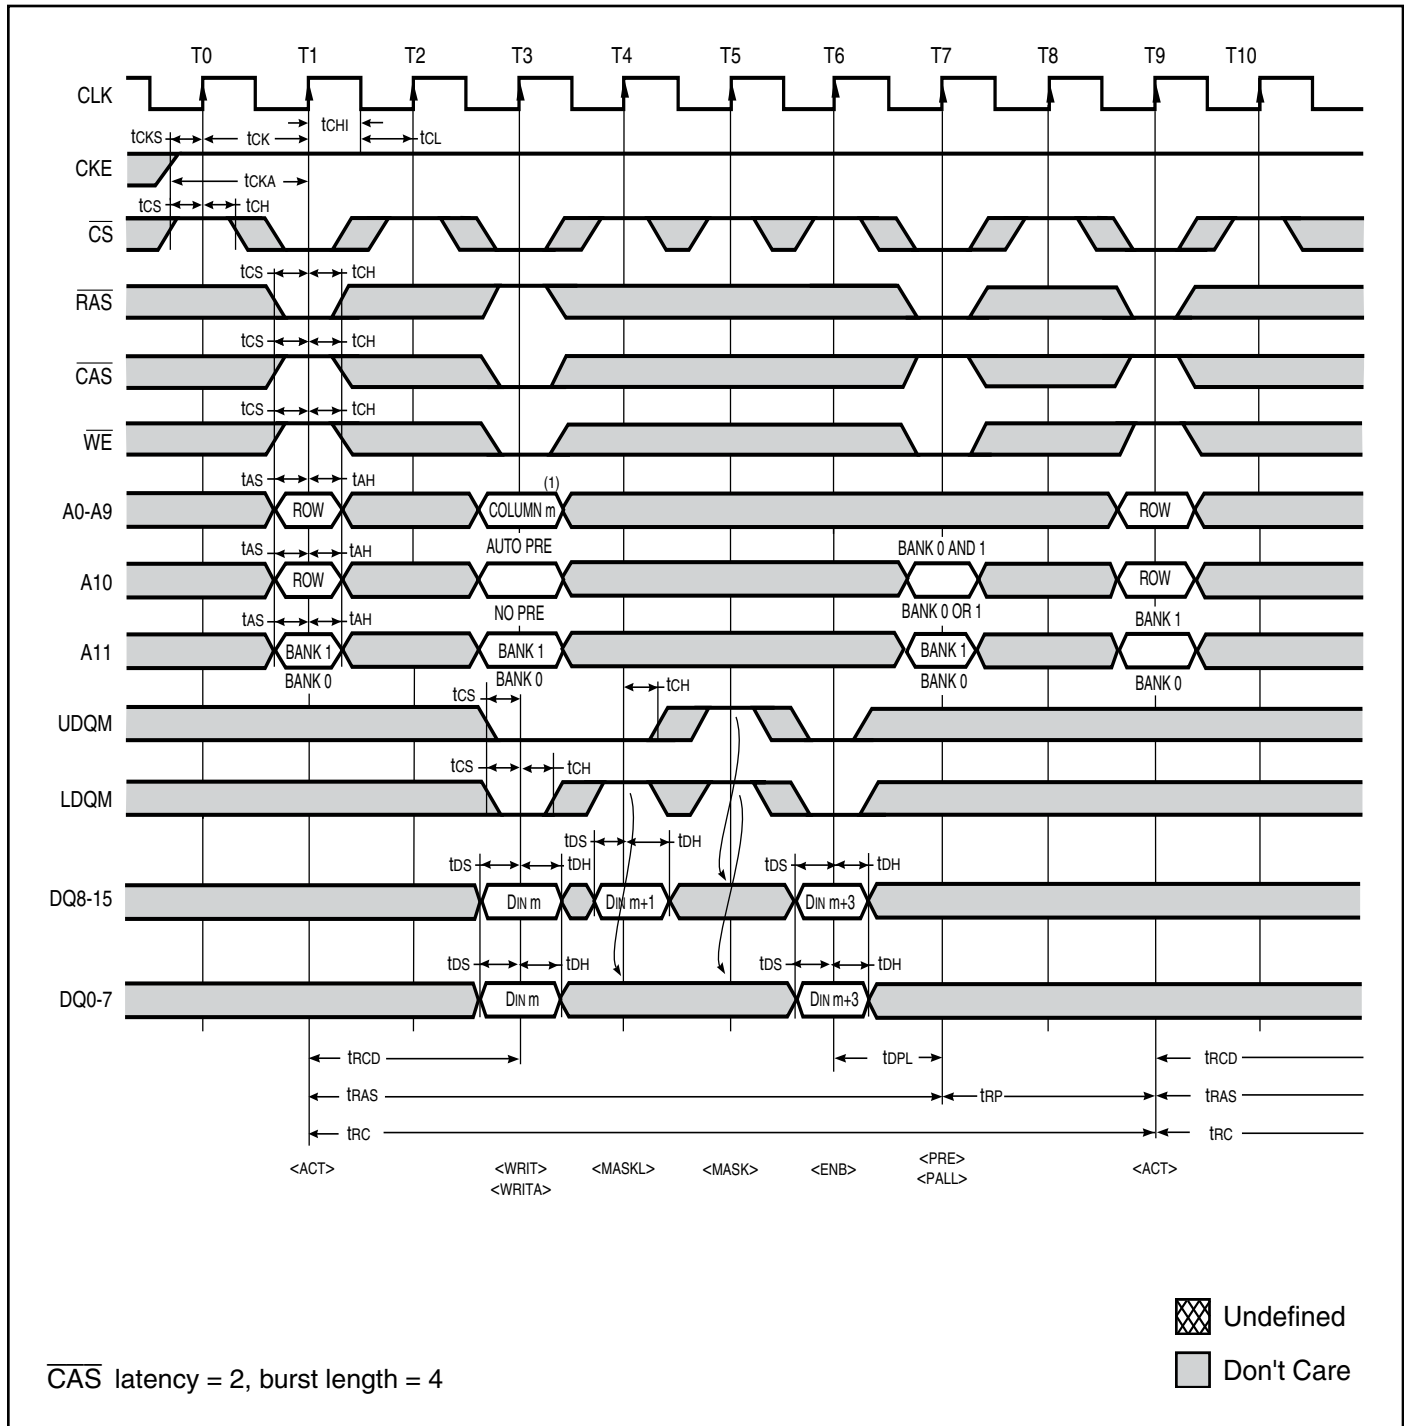 T0 T1 T2 T3 T4 T5 T6 T7 T8 T9 T10
CLK
tCHI
tCKS tCK tCL
CKE
tCKA
tCS tCH
CS
tCS tCH
RAS
tCS tCH
CAS
tCS tCH
WE
tAS tAH
(1)
A0-A9 ROW COLUMN m ROW
tAS tAH AUTO PRE BANK 0 AND 1
A10 ROW ROW
tAS tAH NO PRE BANK 0 OR 1 BANK 1
A11 BANK 1 BANK 1 BANK 1
BANK 0 BANK 0 BANK 0 BANK 0
tCS tCH
UDQM
tCS tCH
LDQM
tDS tDH
tDS tDH tDS tDH
DQ8-15 DIN m DIN m+1 DIN m+3
tDS tDH tDS tDH
DQ0-7 DIN m DIN m+3
tRCD tDPL tRCD
tRAS tRP tRAS
tRC tRC
<ACT> <WRIT> <MASKL> <MASK> <ENB> <PRE> <ACT>
<WRITA> <PALL>
Undefined
Don't Care
CAS latency = 2, burst length = 4